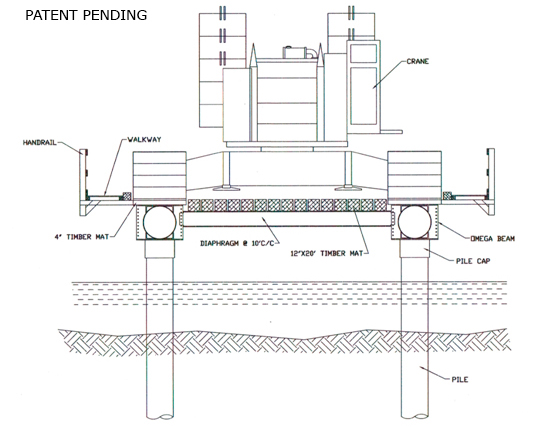 PATENT PENDING
CRANE
HANDRAIL
WALKWAY
4" TIMBER MAT
DIAPHRAGM @ 10'C/C
12"X20' TIMBER MAT
OMEGA BEAM
PILE CAP
PILE